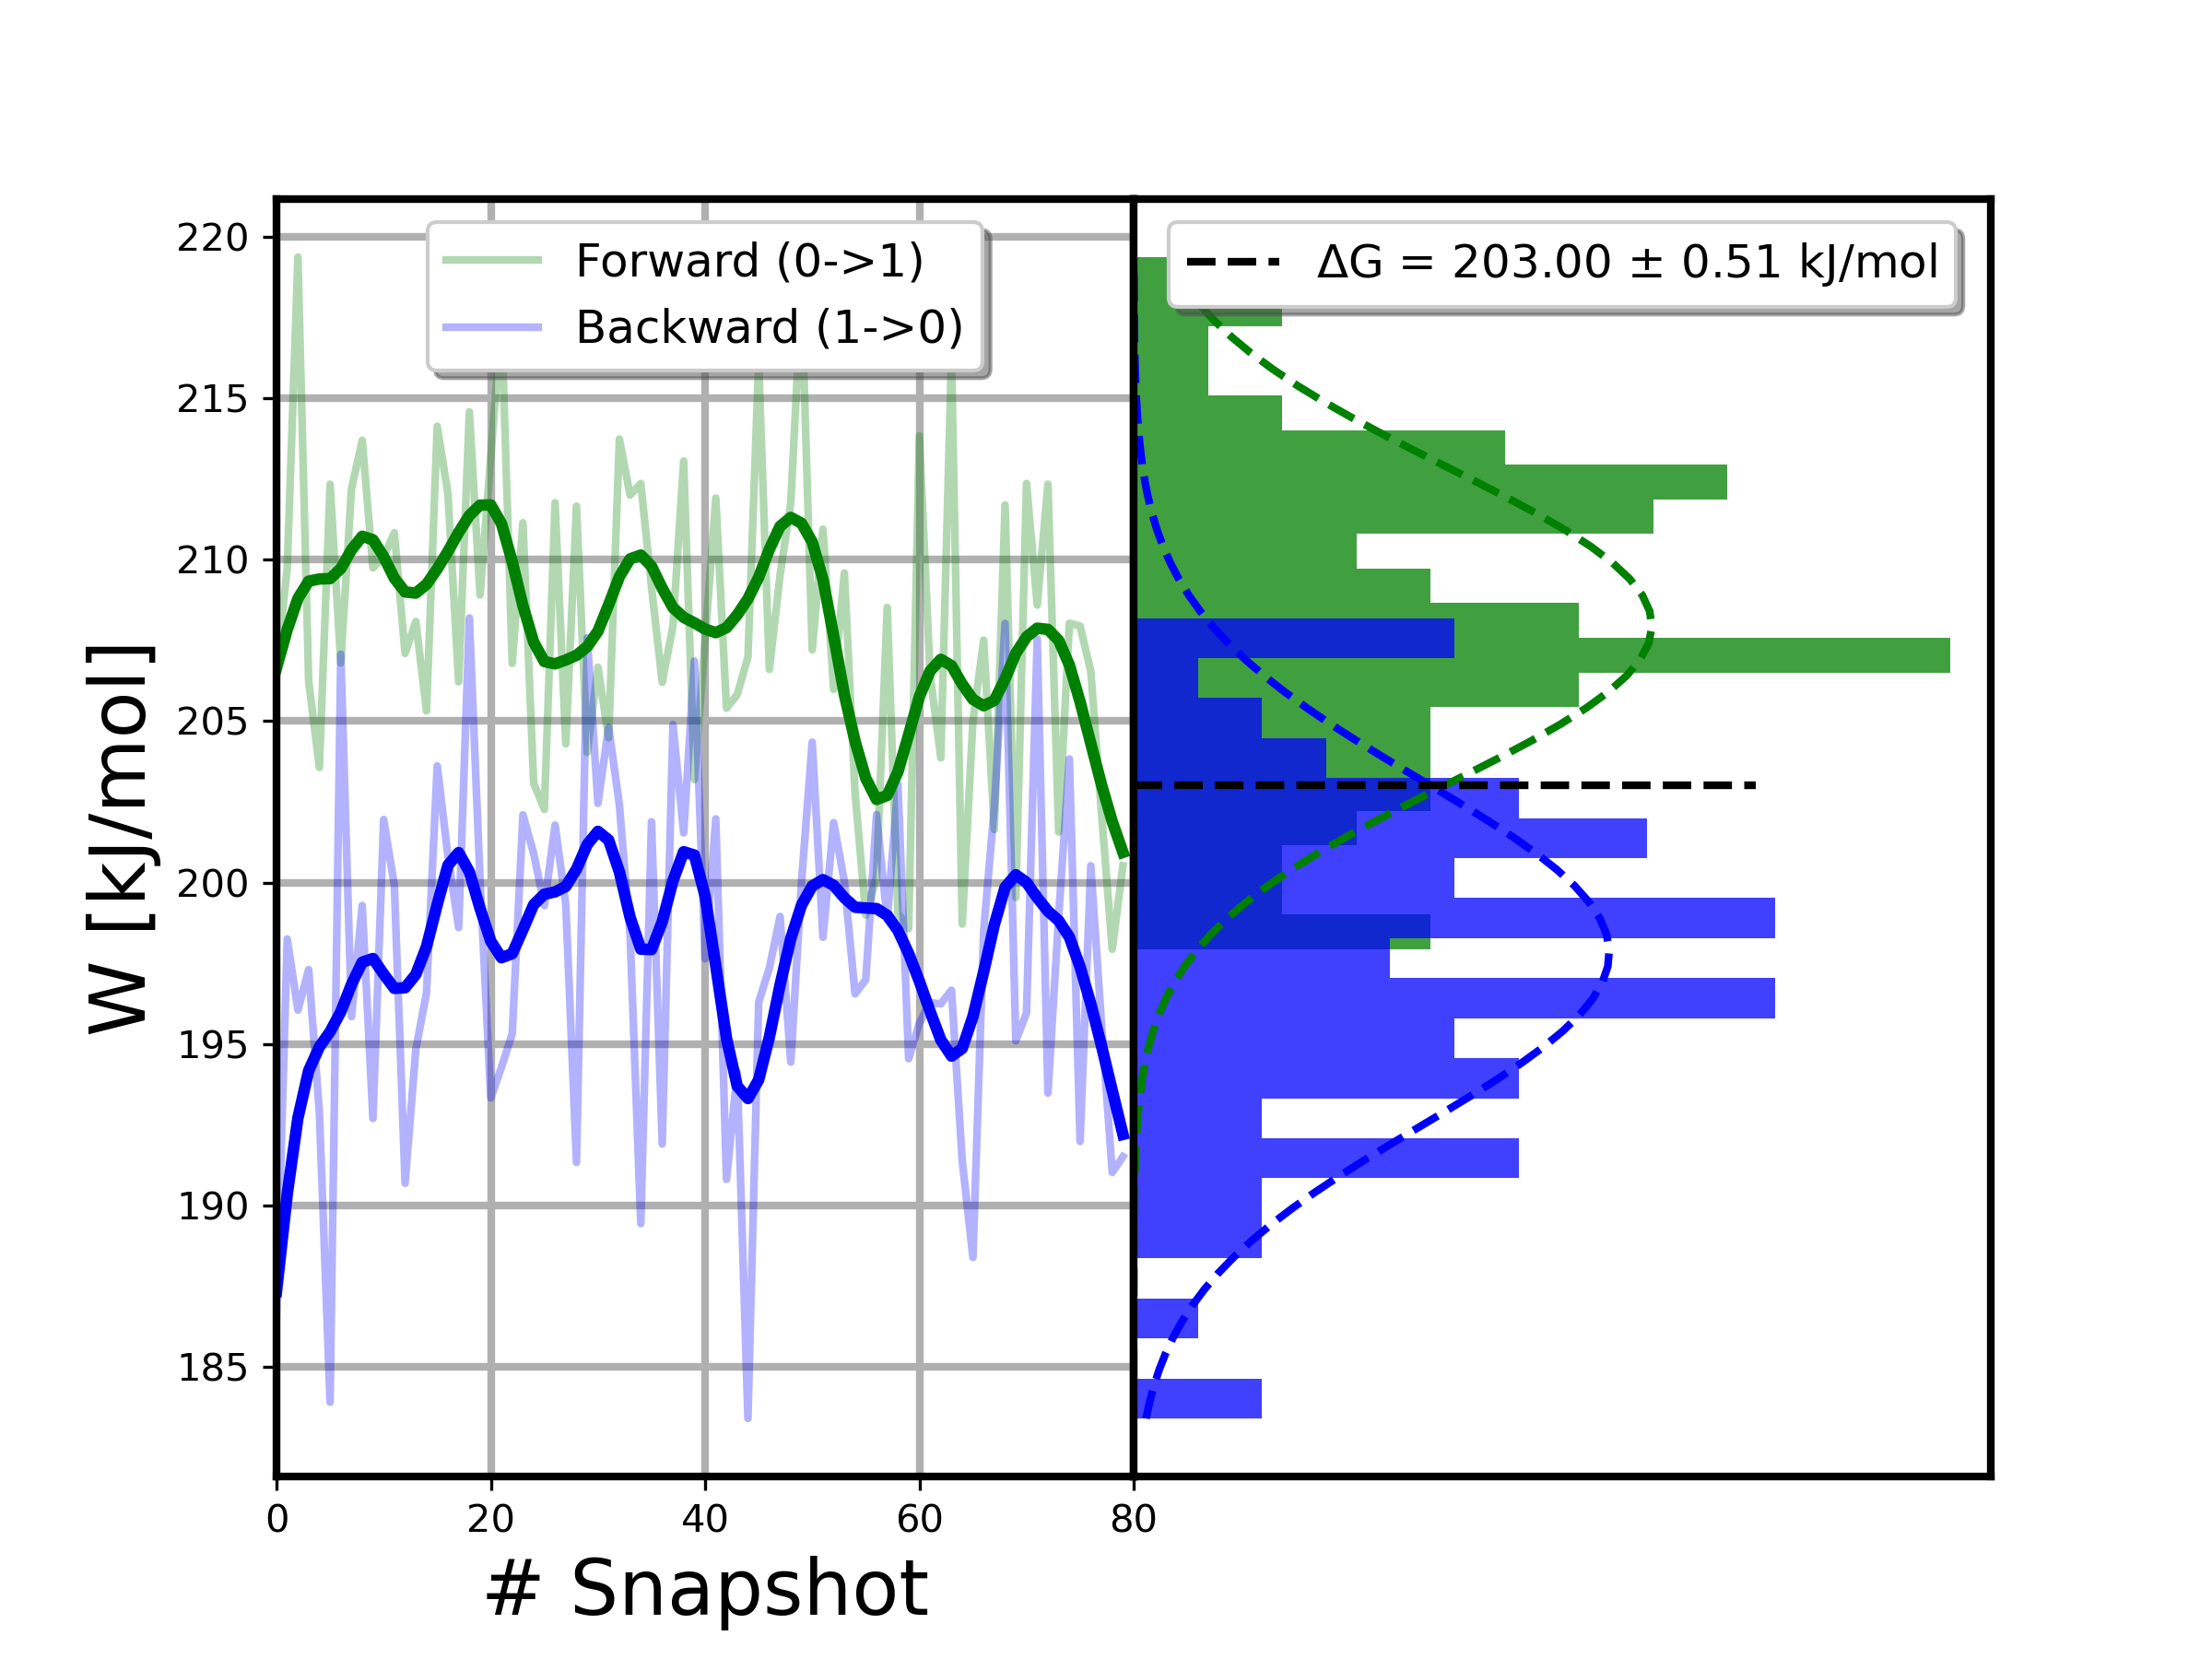 Forward (0->1)
Backward (1->0)
ΔG = 203.00 ± 0.51 kJ/mol
W [kJ/mol]
220
215
210
205
200
195
190
185
0 20 40 60 80
# Snapshot